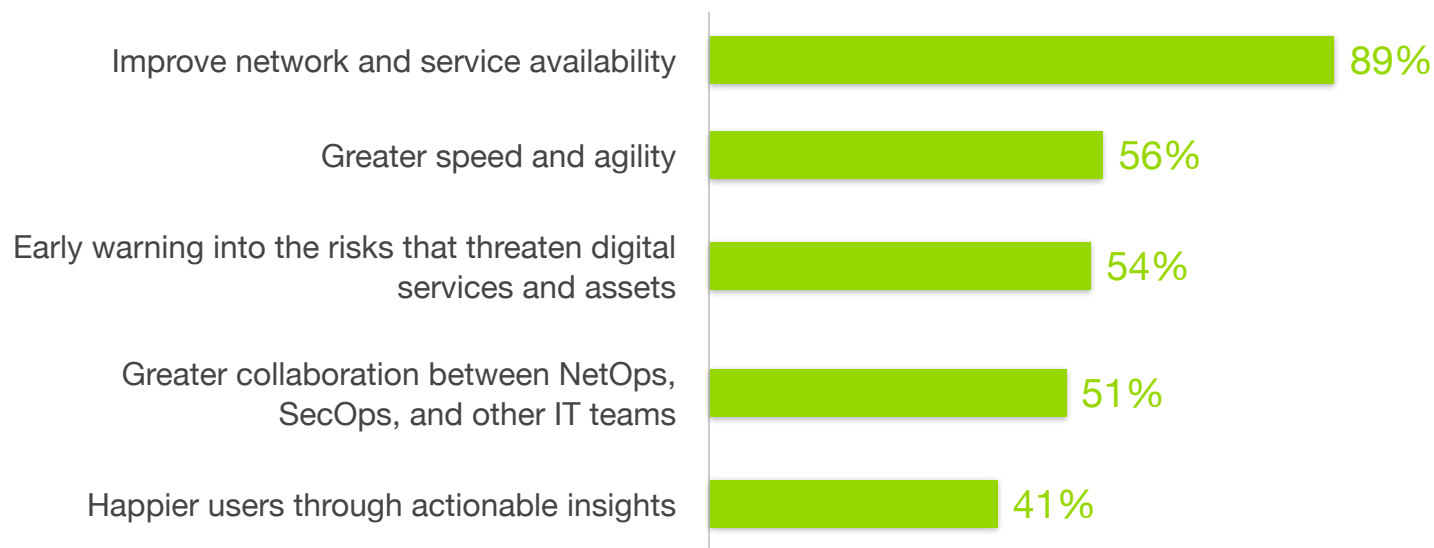 Improve network and service availability
89%
Greater speed and agility
56%
Early warning into the risks that threaten digital
services and assets
54%
Greater collaboration between NetOps,
SecOps, and other IT teams
51%
Happier users through actionable insights
41%